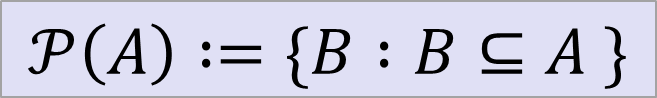 𝒫(A) := {B : B ⊆ A }